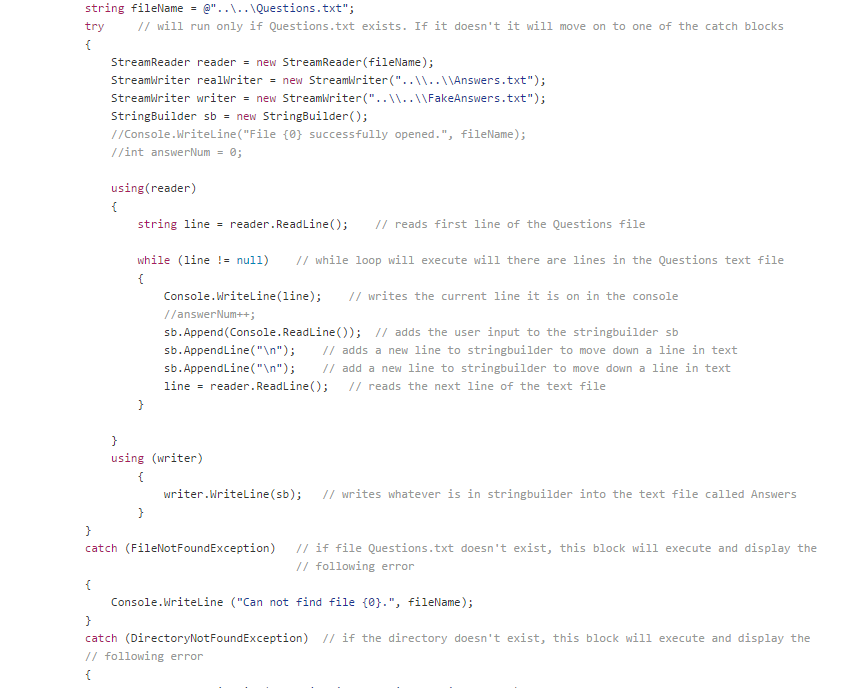 string fileName = @"..\..\Questions.txt";
try     // will run only if Questions.txt exists. If it doesn't it will move on to one of the catch blocks
{
    StreamReader reader = new StreamReader(fileName);
    StreamWriter realWriter = new StreamWriter("..\\..\\Answers.txt");
    StreamWriter writer = new StreamWriter("..\\..\\FakeAnswers.txt");
    StringBuilder sb = new StringBuilder();
    //Console.WriteLine("File {0} successfully opened.", fileName);
    //int answerNum = 0;

    using(reader)
    {
        string line = reader.ReadLine();    // reads first line of the Questions file

        while (line != null)    // while loop will execute will there are lines in the Questions text file
        {
            Console.WriteLine(line);    // writes the current line it is on in the console
            //answerNum++;
            sb.Append(Console.ReadLine());  // adds the user input to the stringbuilder sb
            sb.AppendLine("\n");    // adds a new line to stringbuilder to move down a line in text
            sb.AppendLine("\n");    // add a new line to stringbuilder to move down a line in text
            line = reader.ReadLine();   // reads the next line of the text file
        }

    }
    using (writer)
        {
            writer.WriteLine(sb);   // writes whatever is in stringbuilder into the text file called Answers
        }
}
catch (FileNotFoundException)   // if file Questions.txt doesn't exist, this block will execute and display the
                                // following error
{
    Console.WriteLine ("Can not find file {0}.", fileName);
}
catch (DirectoryNotFoundException)  // if the directory doesn't exist, this block will execute and display the
// following error
{